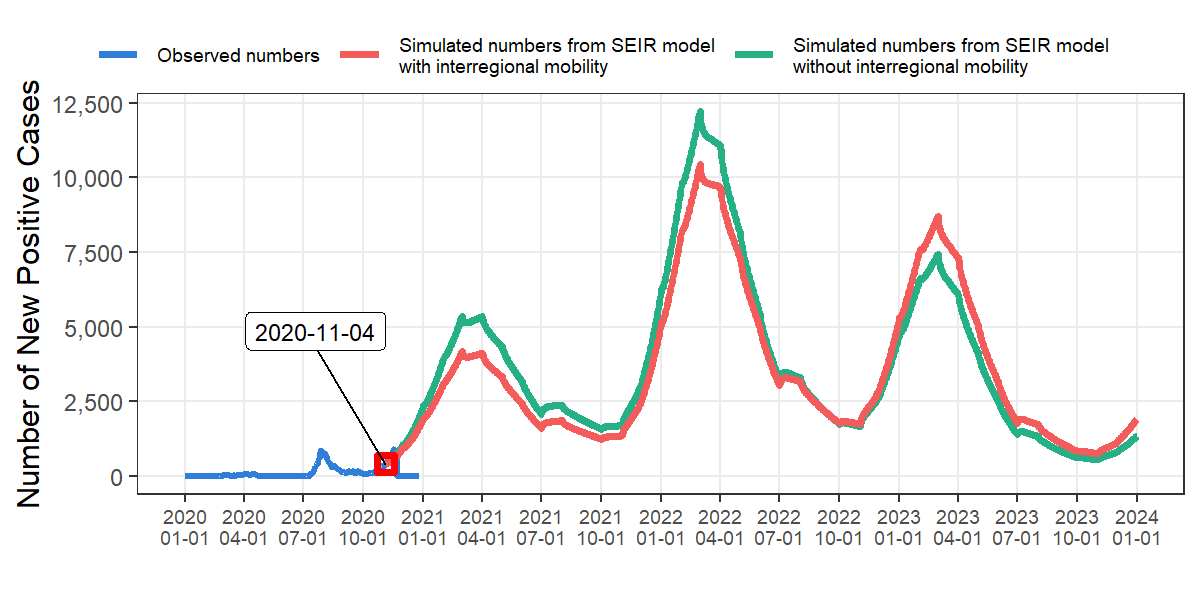 Observed numbers
Simulated numbers from SEIR model
with interregional mobility
Simulated numbers from SEIR model
without interregional mobility
Number of New Positive Cases
12,500
10,000
7,500
5,000
2,500
0
2020-11-04
2020 2020 2020 2020 2021 2021 2021 2021 2022 2022 2022 2022 2023 2023 2023 2023 2024
01-01 04-01 07-01 10-01 01-01 04-01 07-01 10-01 01-01 04-01 07-01 10-01 01-01 04-01 07-01 10-01 01-01